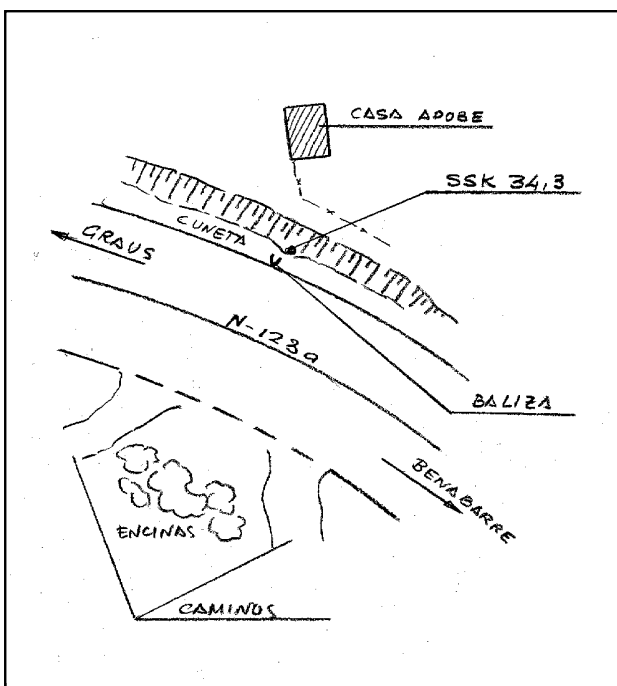 CASA ADOBE
SSK 34,3
CUNETA
GRAUS
N-123a
BALIZA
BENABARRE
ENCINAS
CAMINOS